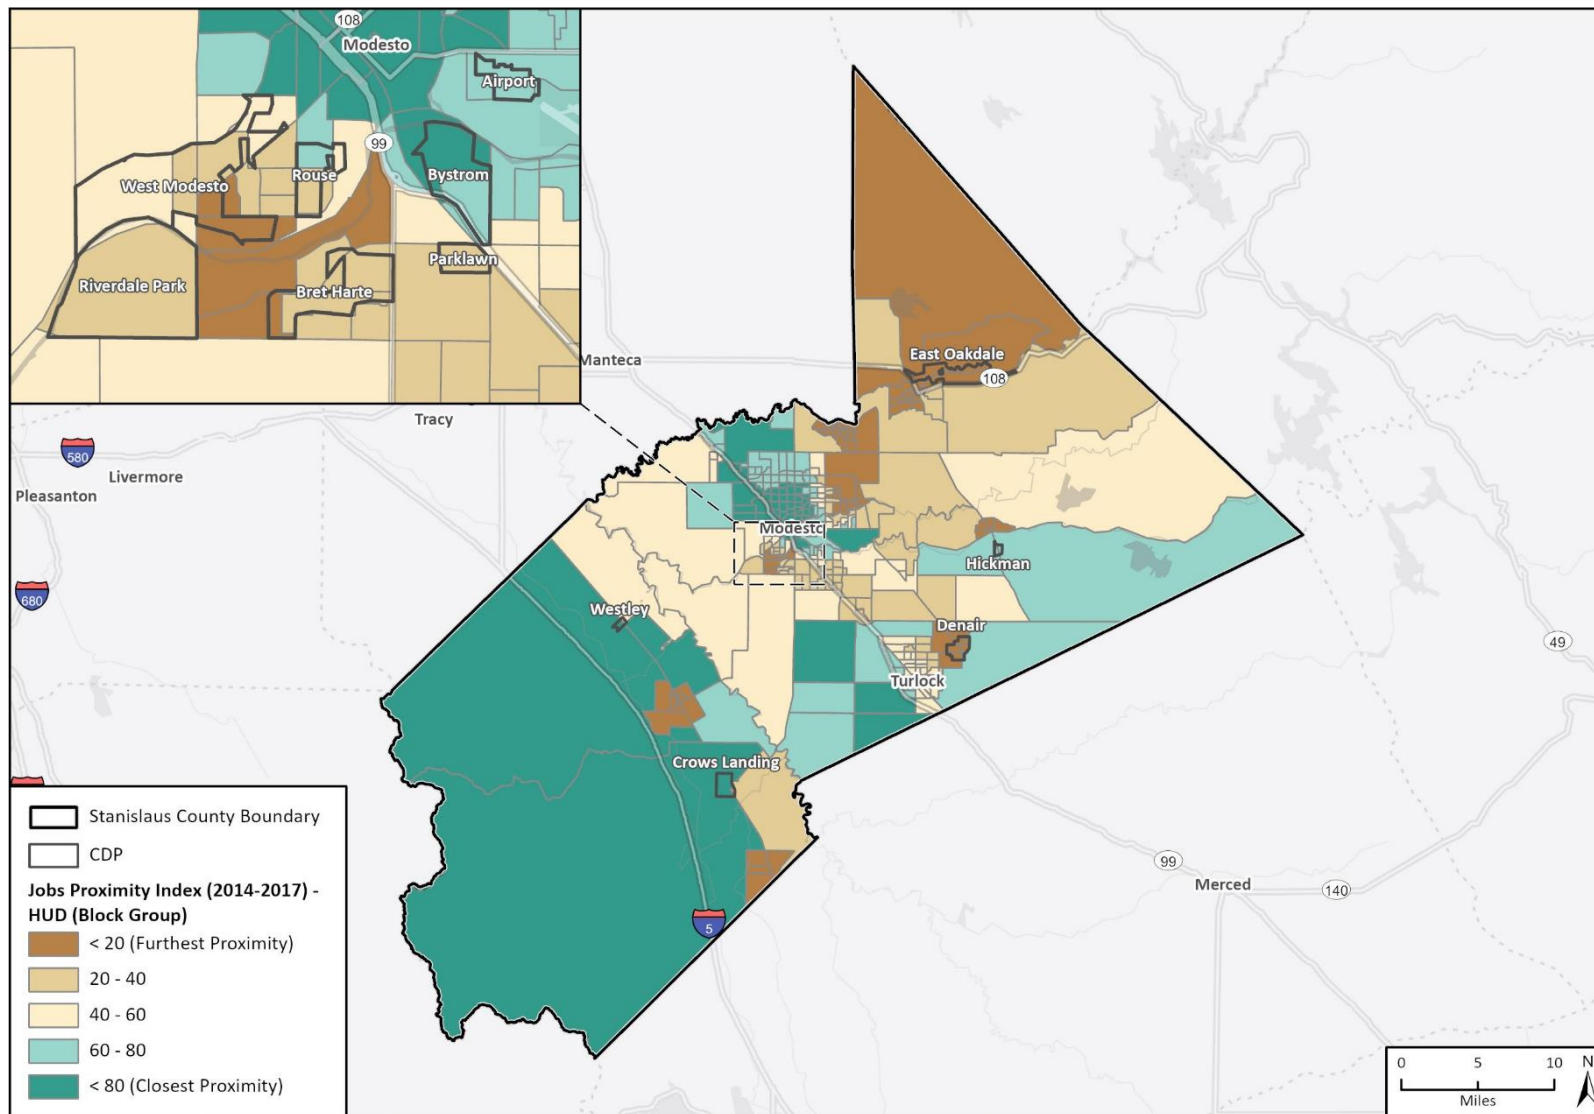 108
Modesto
Airport
99
West Modesto
Rouse
Bystrom
Riverdale Park
Bret Harte
Parklawn
Manteca
Tracy
580
Livermore
Pleasanton
680
East Oakdale
108
Modesto
Hickman
Westley
Denair
Turlock
49
Crows Landing
99
Merced
140
5
Stanislaus County Boundary
CDP
Jobs Proximity Index (2014-2017) -
HUD (Block Group)
< 20 (Furthest Proximity)
20 - 40
40 - 60
60 - 80
< 80 (Closest Proximity)
0 5 10
Miles
N